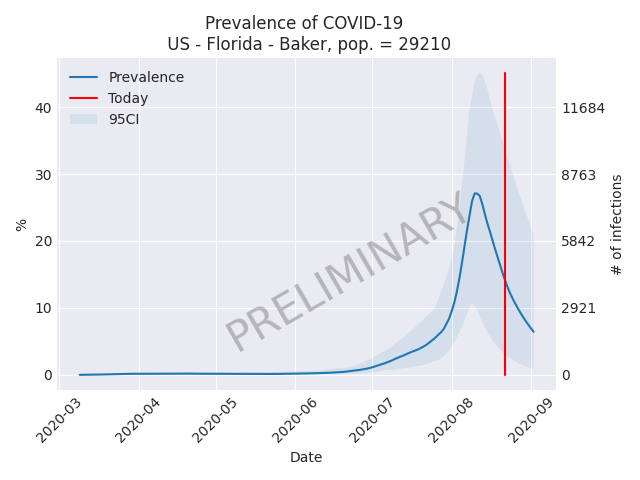 Prevalence of COVID-19
US - Florida - Baker, pop. = 29210
Prevalence
Today
95CI
40
30
20
10
0
%
11684
8763
5842
2921
0
# of infections
PRELIMINARY
2020-03
2020-04
2020-05
2020-06
2020-07
2020-08
2020-09
Date